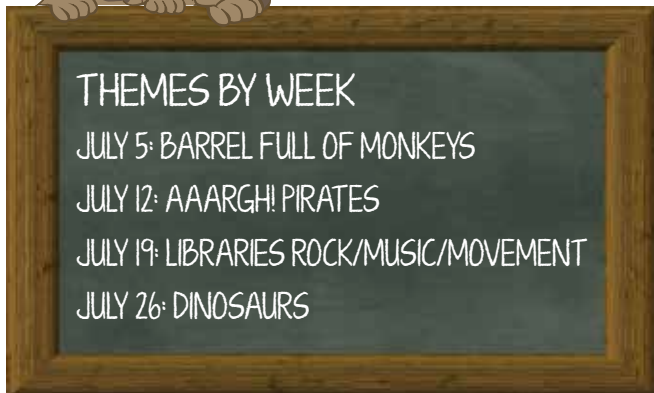 THEMES BY WEEK
JULY 5: BARREL FULL OF MONKEYS
JULY 12: AAARGH! PIRATES
JULY 19: LIBRARIES ROCK/MUSIC/MOVEMENT
JULY 26: DINOSAURS